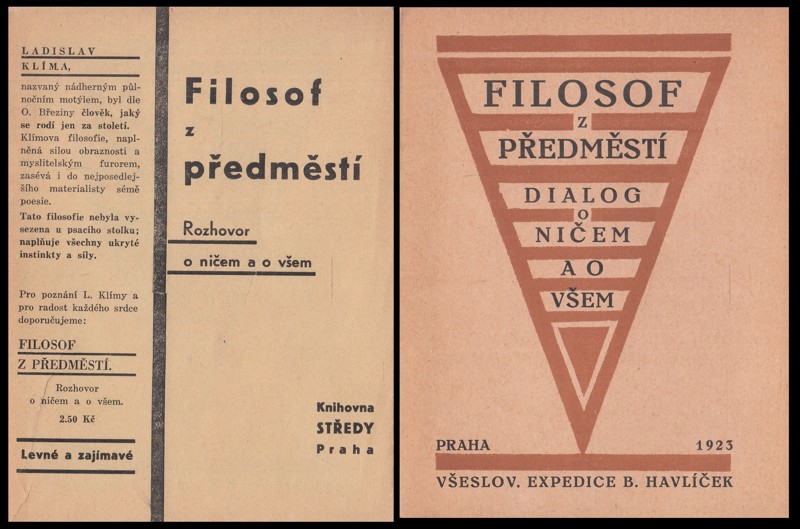 LADISLAV
KLÍMA,
nazvaný nádherným půl-
nočním motýlem, byl dle
O. Březiny člověk, jaký
se rodí jen za století.
Klímova filosofie, napl-
něná silou obraznosti a
myslitelským furorem,
zasévá i do nejposedlej-
šího materialisty sémě
poesie.
Tato filosofie nebyla vy-
sezena u psacího stolku;
naplňuje všechny ukryté
instinkty a síly.
Pro poznání L. Klímy a
pro radost každého srdce
doporučujeme:
FILOSOF
Z PŘEDMĚSTÍ.
Rozhovor
o ničem a o všem.
2.50 Kč
Levné a zajímavé
Filosof
z
předměstí
Rozhovor
o ničem a o všem
Knihovna
STŘEDY
Praha
FILOSOF
Z
PŘEDMĚSTÍ
DIALOG
O
NIČEM
A O
VŠEM
PRAHA 1923
VŠESLOV. EXPEDICE B. HAVLÍČEK